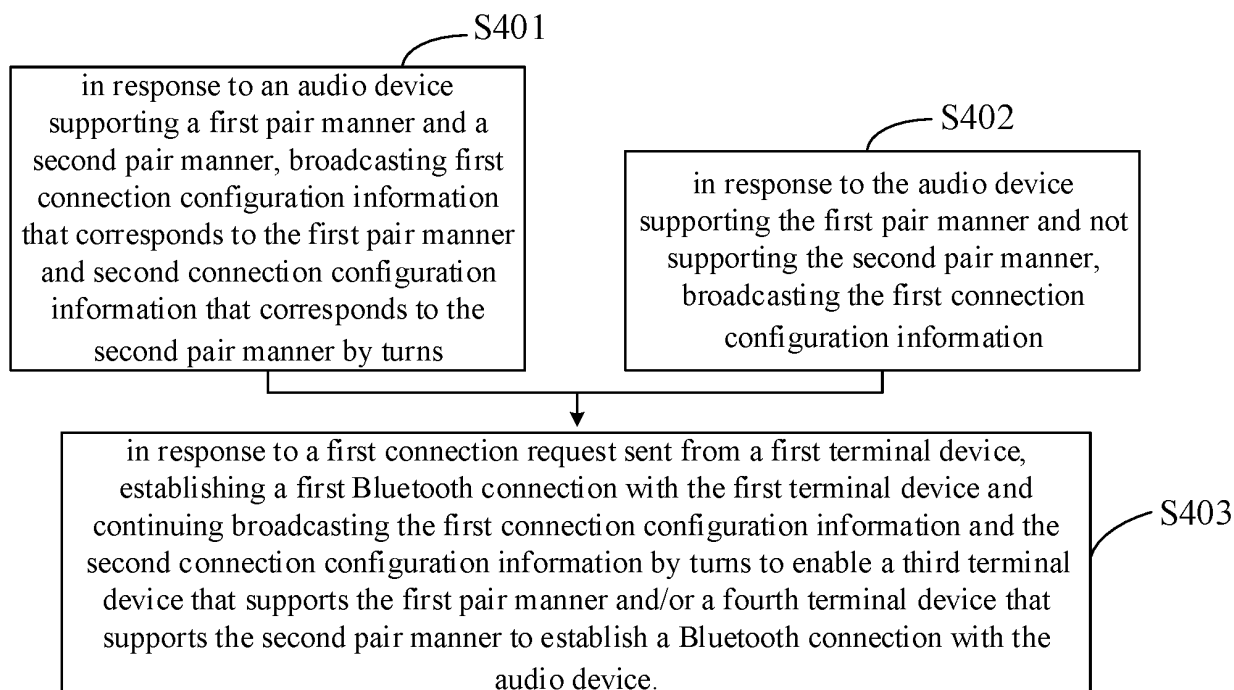 S401
in response to an audio device
supporting a first pair manner and a
second pair manner, broadcasting first
connection configuration information
that corresponds to the first pair manner
and second connection configuration
information that corresponds to the
second pair manner by turns
S402
in response to the audio device
supporting the first pair manner and not
supporting the second pair manner,
broadcasting the first connection
configuration information
in response to a first connection request sent from a first terminal device,
establishing a first Bluetooth connection with the first terminal device and
continuing broadcasting the first connection configuration information and the
second connection configuration information by turns to enable a third terminal
device that supports the first pair manner and/or a fourth terminal device that
supports the second pair manner to establish a Bluetooth connection with the
audio device.
S403